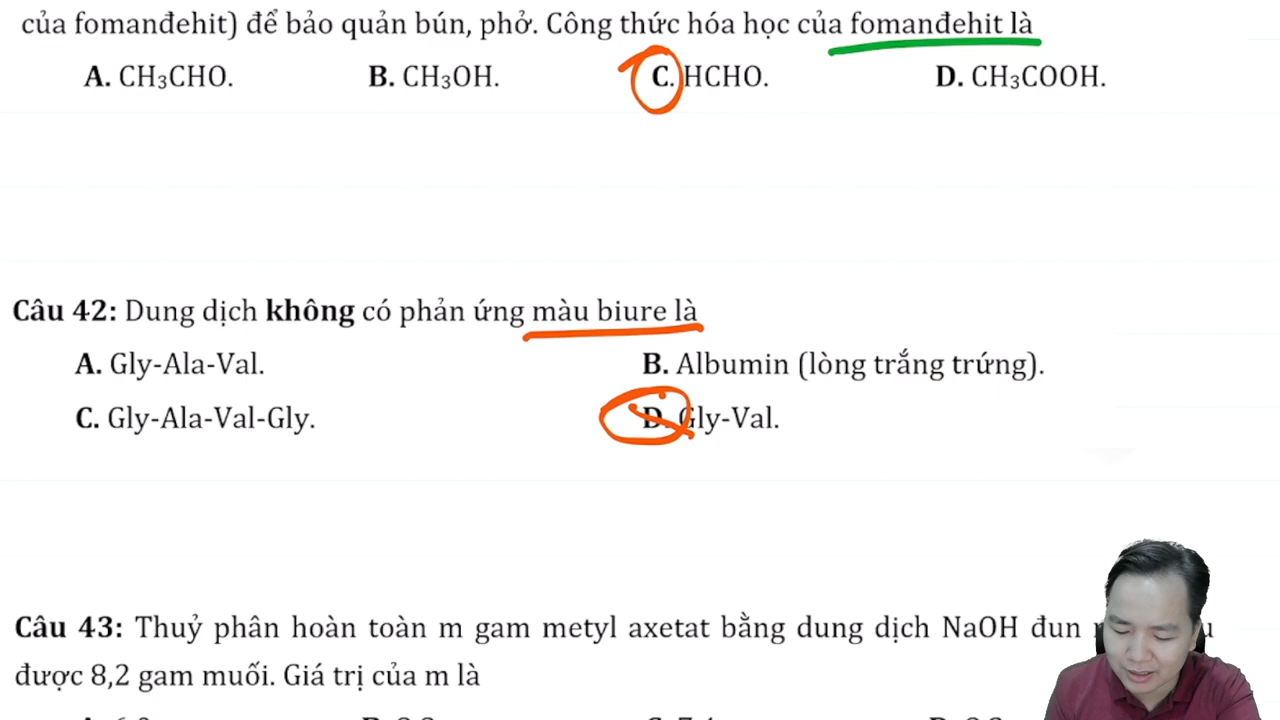 của fomanđehit) để bảo quản bún, phở. Công thức hóa học của fomanđehit là
A. CH₃CHO. B. CH₃OH. C. HCHO. D. CH₃COOH.
Câu 42: Dung dịch không có phản ứng màu biure là
A. Gly-Ala-Val. B. Albumin (lòng trắng trứng).
C. Gly-Ala-Val-Gly. D. Gly-Val.
Câu 43: Thuỷ phân hoàn toàn m gam metyl axetat bằng dung dịch NaOH đun
được 8,2 gam muối. Giá trị của m là